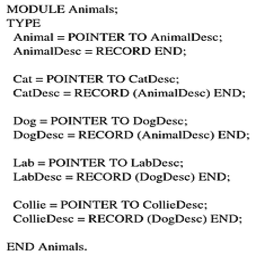 MODULE Animals;
TYPE
Animal = POINTER TO AnimalDesc;
AnimalDesc = RECORD END;
Cat = POINTER TO CatDesc;
CatDesc = RECORD (AnimalDesc) END;
Dog = POINTER TO DogDesc;
DogDesc = RECORD (AnimalDesc) END;
Lab = POINTER TO LabDesc;
LabDesc = RECORD (DogDesc) END;
Collie = POINTER TO CollieDesc;
CollieDesc = RECORD (DogDesc) END;
END Animals.